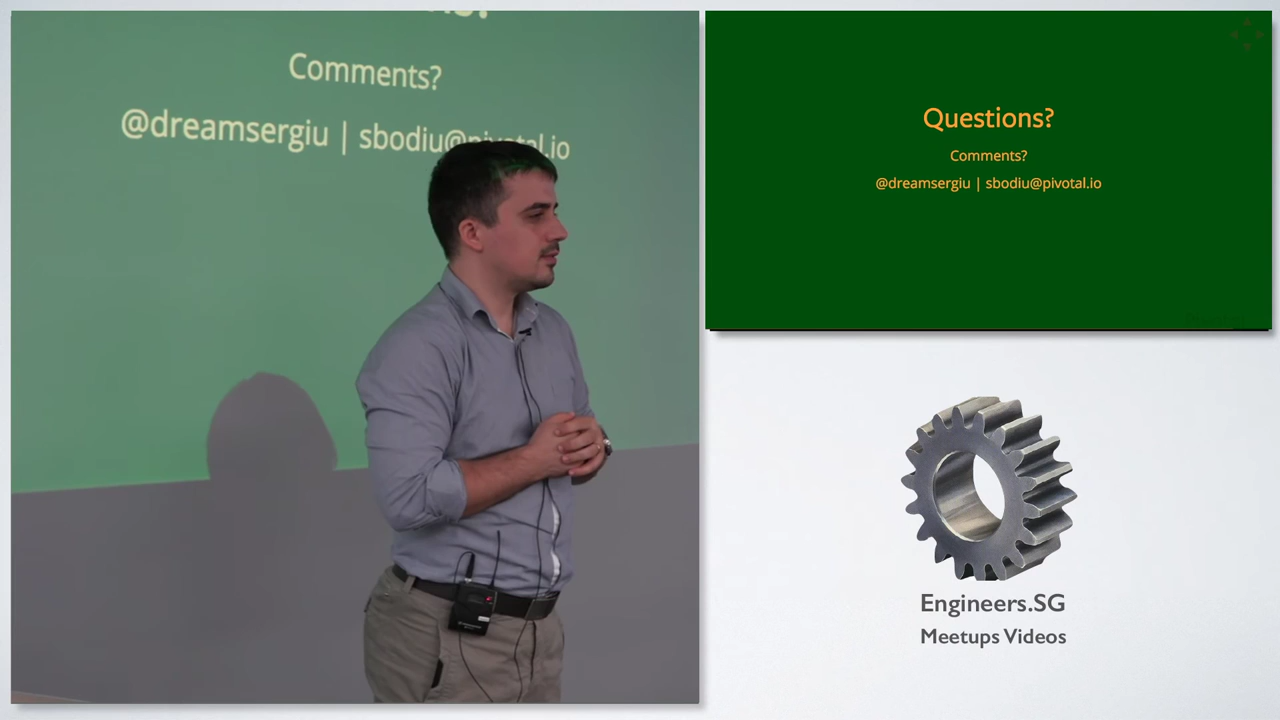 Comments?
@dreamsergiu | sbodiu@pivotal.io
Questions?
Comments?
@dreamsergiu | sbodiu@pivotal.io
Engineers.SG
Meetups Videos